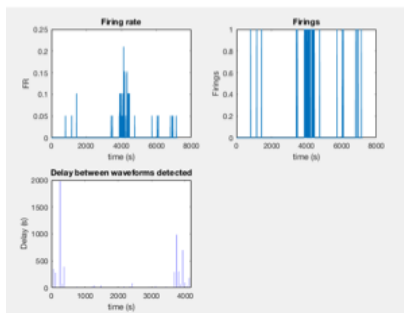 Firing rate
0.25
0.2
0.15
0.1
0.05
0
FR
0 2000 4000 6000 8000
time (s)
Firings
1
0.8
0.6
0.4
0.2
0
Firings
0 2000 4000 6000 8000
time (s)
Delay between waveforms detected
2000
1500
1000
500
0
Delay (s)
0 1000 2000 3000 4000
time (s)